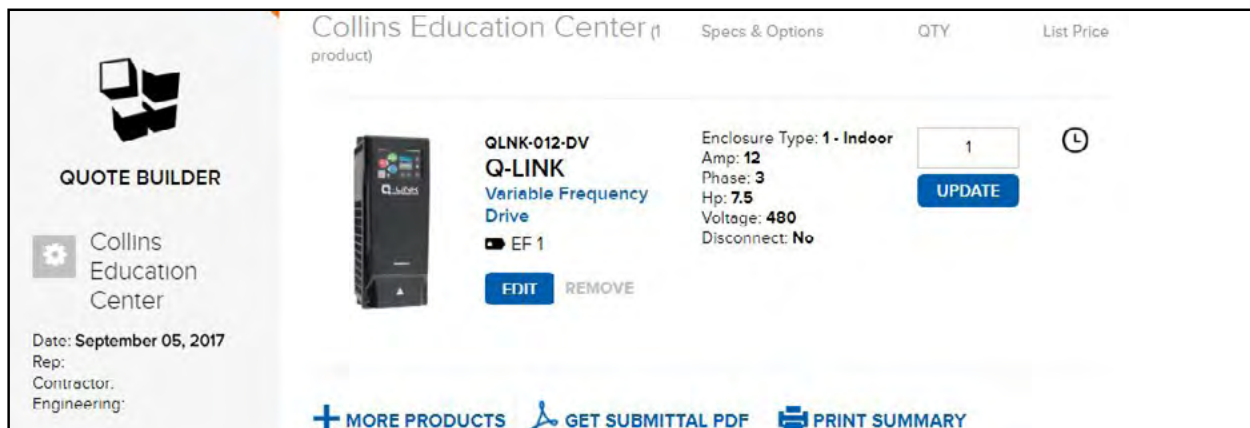 QUOTE BUILDER
Collins
Education
Center
Date: September 05, 2017
Rep:
Contractor:
Engineering:
Collins Education Center (1
product)
Specs & Options
QTY
List Price
Q-LINK
QLNK-012-DV
Q-LINK
Variable Frequency
Drive
EF 1
EDIT REMOVE
Enclosure Type: 1 - Indoor
Amp: 12
Phase: 3
Hp: 7.5
Voltage: 480
Disconnect: No
1
UPDATE
MORE PRODUCTS GET SUBMITTAL PDF PRINT SUMMARY